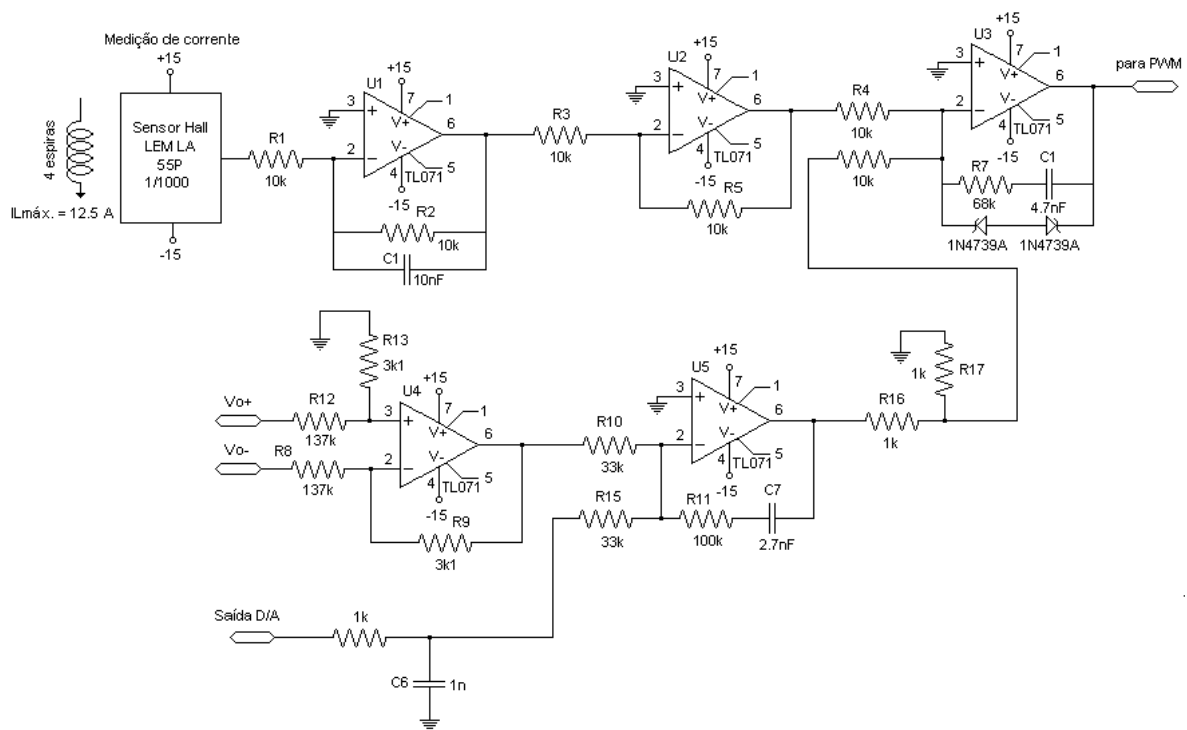 Medição de corrente
+15
4 espiras
Sensor Hall
LEM LA
55P
1/1000
ILmáx. = 12.5 A
-15
R1
10k
U1
+15
3
7
1
+
V+
6
2
−
V-
5
4
TL071
-15
R2
10k
C1
10nF
R3
10k
U2
+15
3
7
1
+
V+
6
2
−
V-
5
4
TL071
-15
R5
10k
R4
10k
10k
U3
+15
3
7
1
+
V+
6
2
−
V-
5
4
TL071
-15
para PWM
R7
68k
C1
4.7nF
1N4739A
1N4739A
R13
3k1
Vo+
R12
137k
Vo-
R8
137k
U4
+15
3
7
1
+
V+
6
2
−
V-
5
4
TL071
-15
R9
3k1
R10
33k
R15
33k
U5
+15
3
7
1
+
V+
6
2
−
V-
5
4
TL071
-15
R11
100k
C7
2.7nF
R16
1k
1k
R17
Saída D/A
1k
C6
1n